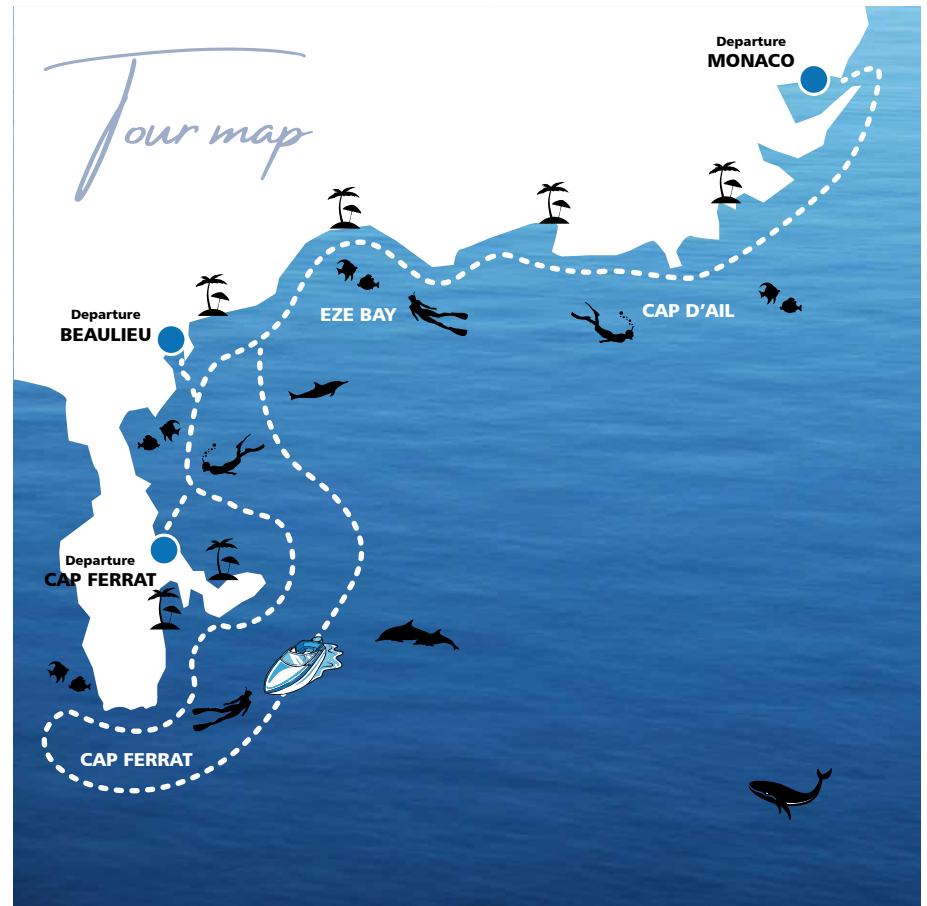 Tour map
Departure
MONACO
Departure
BEAULIEU
EZE BAY
CAP D'AIL
Departure
CAP FERRAT
CAP FERRAT